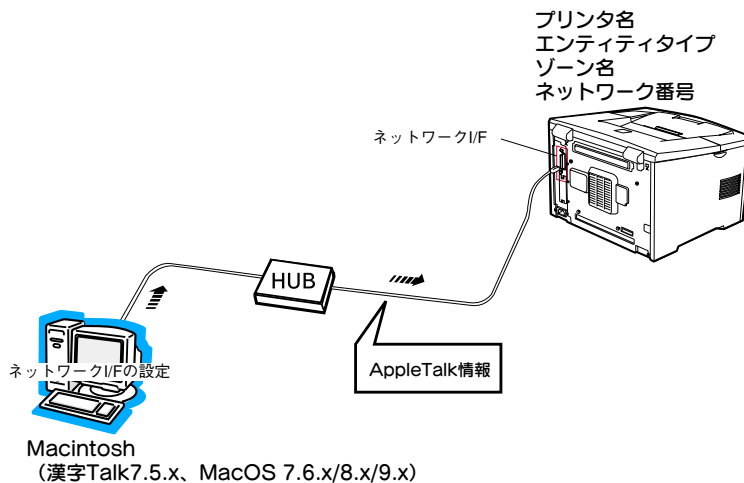 プリンタ名
エンティティタイプ
ゾーン名
ネットワーク番号
ネットワークI/F
HUB
AppleTalk情報
ネットワークI/Fの設定
Macintosh
（漢字Talk7.5.x、MacOS 7.6.x/8.x/9.x）